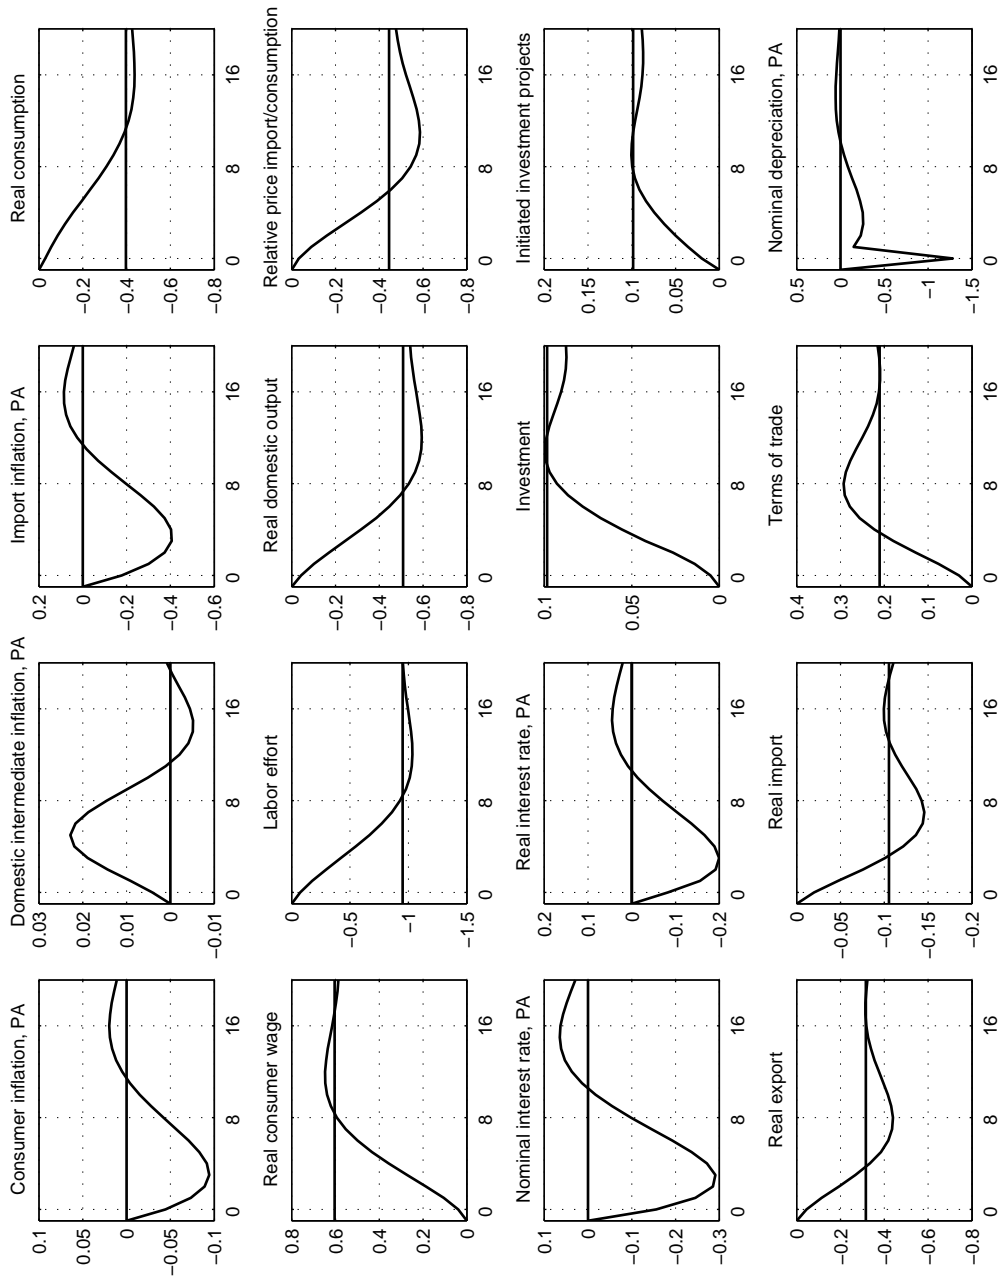 Consumer inflation, PA
0.1
0.05
0
−0.05
−0.1
0 8 16
Domestic intermediate inflation, PA
0.03
0.02
0.01
0
−0.01
0 8 16
Import inflation, PA
0.2
0
−0.2
−0.4
−0.6
0 8 16
Real consumption
0
−0.2
−0.4
−0.6
−0.8
0 8 16
Real consumer wage
0.8
0.6
0.4
0.2
0
0 8 16
Labor effort
0
−0.5
−1
−1.5
0 8 16
Real domestic output
0
−0.2
−0.4
−0.6
−0.8
0 8 16
Relative price import/consumption
0
−0.2
−0.4
−0.6
−0.8
0 8 16
Nominal interest rate, PA
0.1
0
−0.1
−0.2
−0.3
0 8 16
Real interest rate, PA
0.2
0.1
0
−0.1
−0.2
0 8 16
Investment
0.1
0.05
0
0 8 16
Initiated investment projects
0.2
0.15
0.1
0.05
0
0 8 16
Real export
0
−0.2
−0.4
−0.6
−0.8
0 8 16
Real import
0
−0.05
−0.1
−0.15
−0.2
0 8 16
Terms of trade
0.4
0.3
0.2
0.1
0
0 8 16
Nominal depreciation, PA
0.5
0
−0.5
−1
−1.5
0 8 16